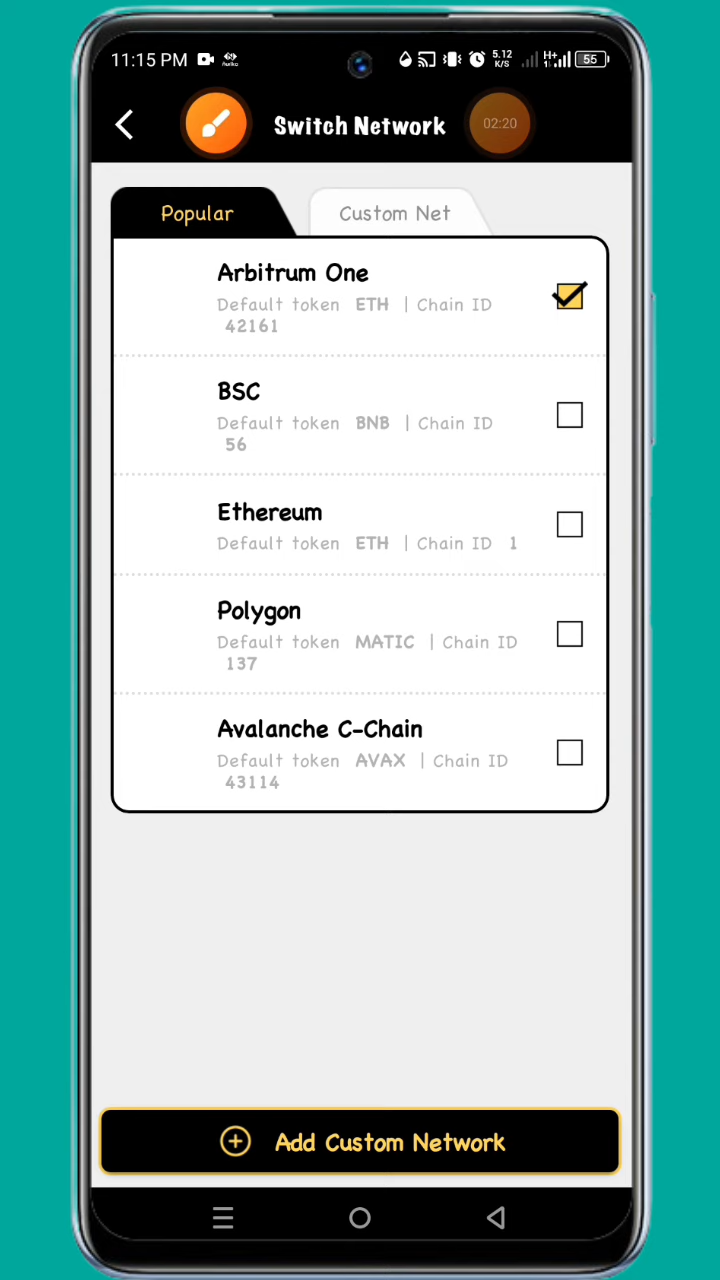 11:15 PM 5.12 K/S H+ 55
Switch Network 02:20
Popular Custom Net
Arbitrum One
Default token ETH | Chain ID
42161
BSC
Default token BNB | Chain ID
56
Ethereum
Default token ETH | Chain ID 1
Polygon
Default token MATIC | Chain ID
137
Avalanche C-Chain
Default token AVAX | Chain ID
43114
Add Custom Network